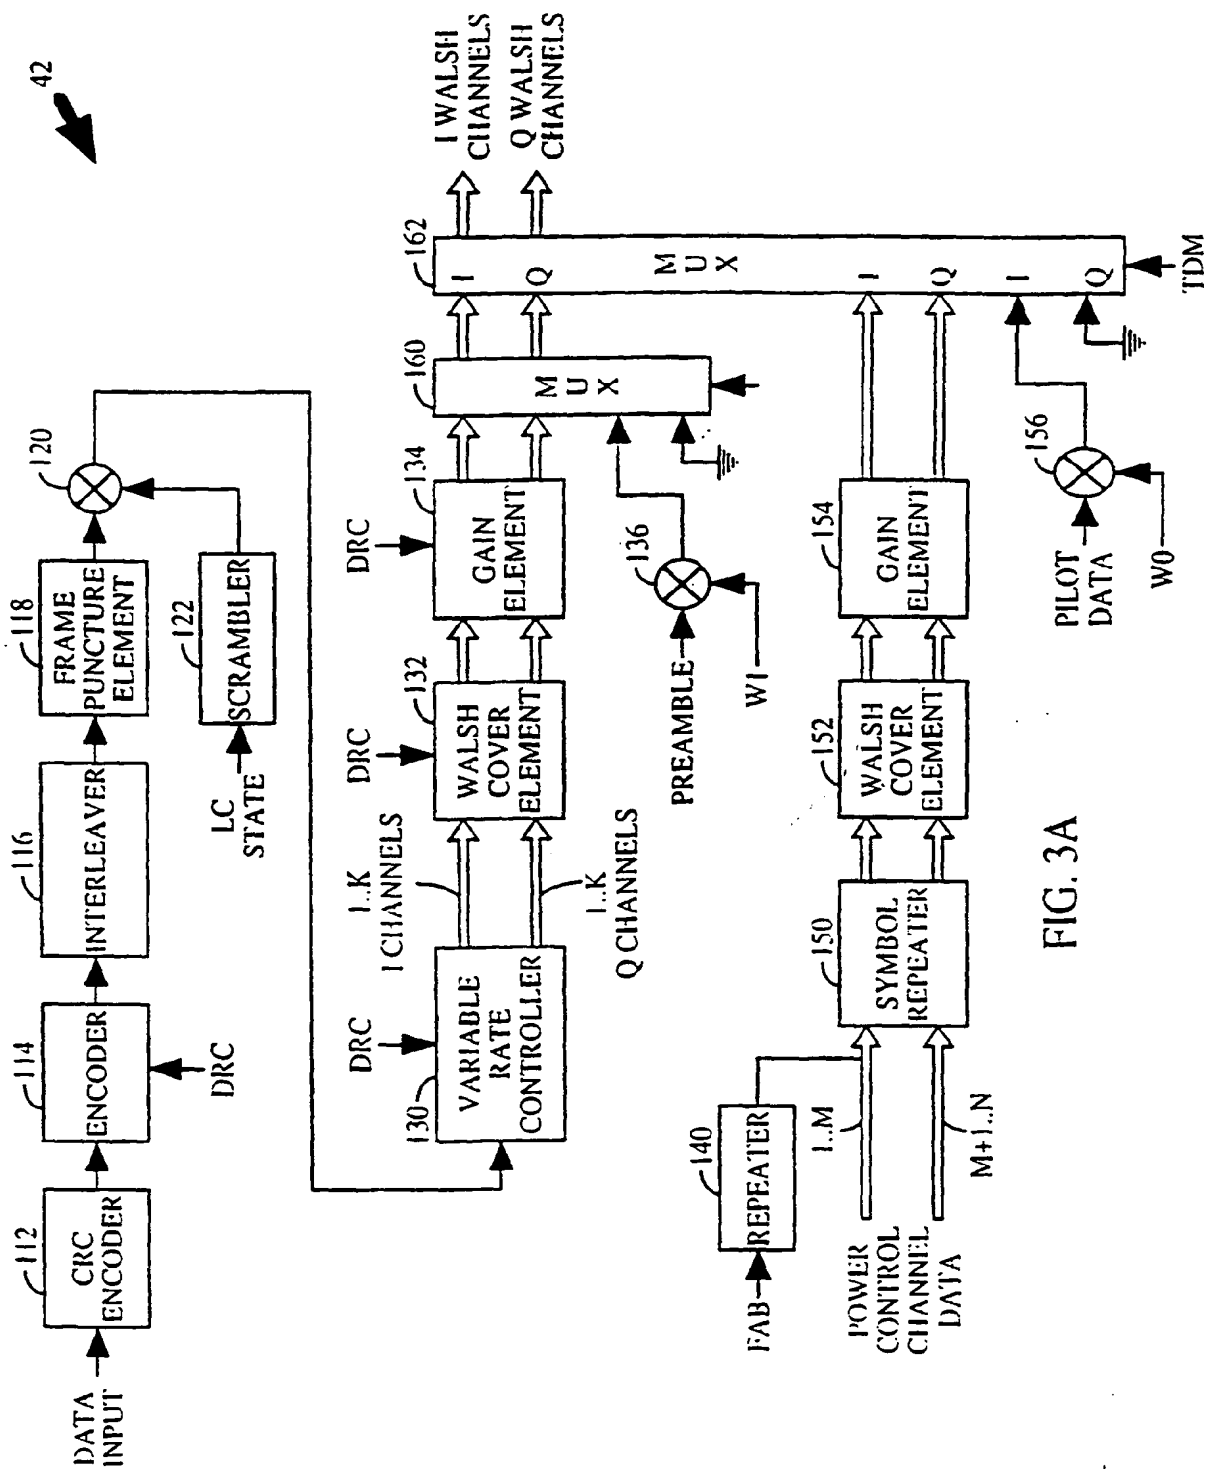 42
DATA
INPUT
112
CRC
ENCODER
114
ENCODER
DRC
116
INTERLEAVER
118
FRAME
PUNCTURE
ELEMENT
120
122
SCRAMBLER
LC
STATE
DRC
130
VARIABLE
RATE
CONTROLLER
1..K
I CHANNELS
1..K
Q CHANNELS
DRC
132
WALSH
COVER
ELEMENT
DRC
134
GAIN
ELEMENT
PREAMBLE
136
W1
160
MUX
162
I
Q
MUX
I
Q
I
Q
TDM
I WALSH
CHANNELS
Q WALSH
CHANNELS
FAB
140
REPEATER
POWER
CONTROL
CHANNEL
DATA
1..M
M+1..N
150
SYMBOL
REPEATER
152
WALSH
COVER
ELEMENT
154
GAIN
ELEMENT
PILOT
DATA
156
W0
FIG. 3A